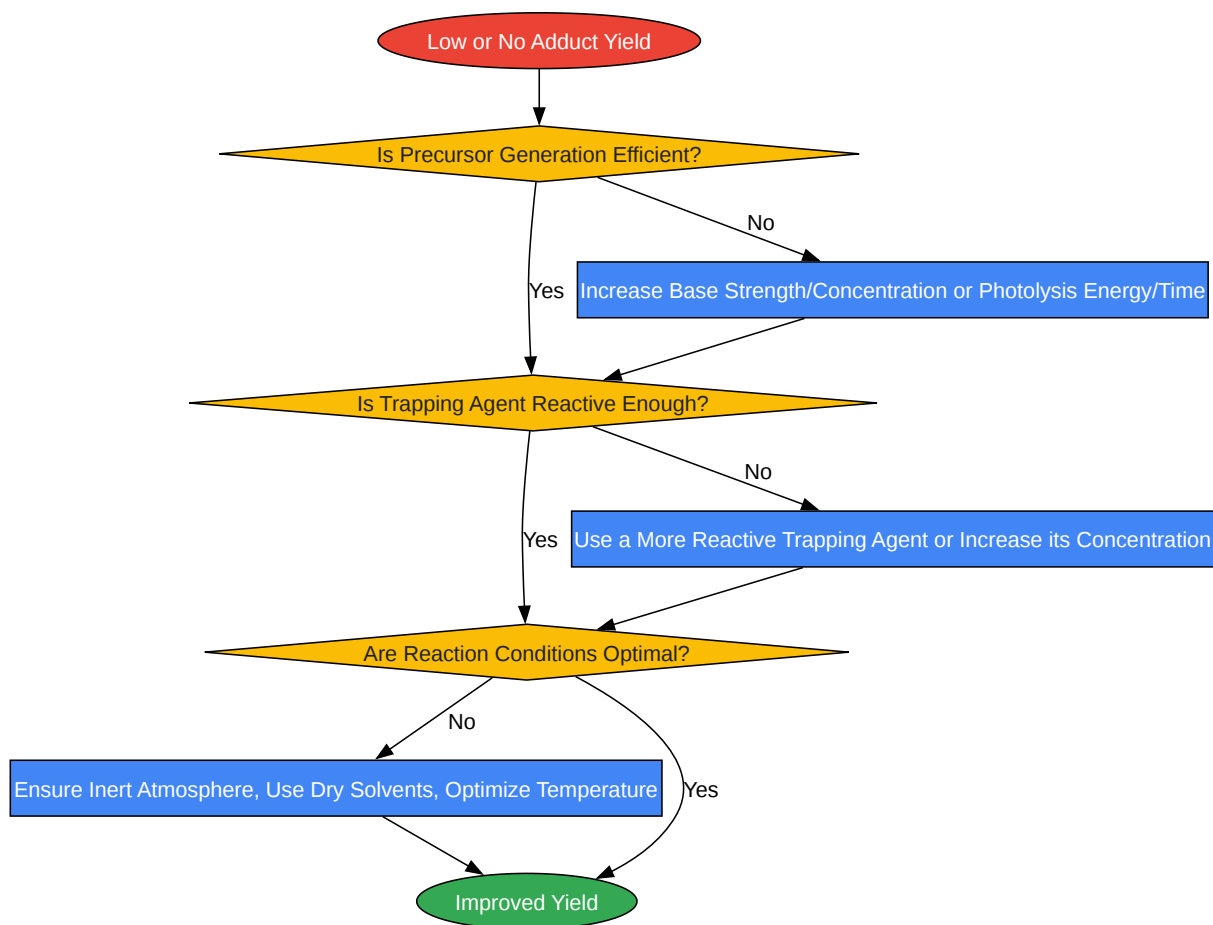 Low or No Adduct Yield
Is Precursor Generation Efficient?
No
Yes
Increase Base Strength/Concentration or Photolysis Energy/Time
Is Trapping Agent Reactive Enough?
No
Yes
Use a More Reactive Trapping Agent or Increase its Concentration
Are Reaction Conditions Optimal?
No
Ensure Inert Atmosphere, Use Dry Solvents, Optimize Temperature
Yes
Improved Yield